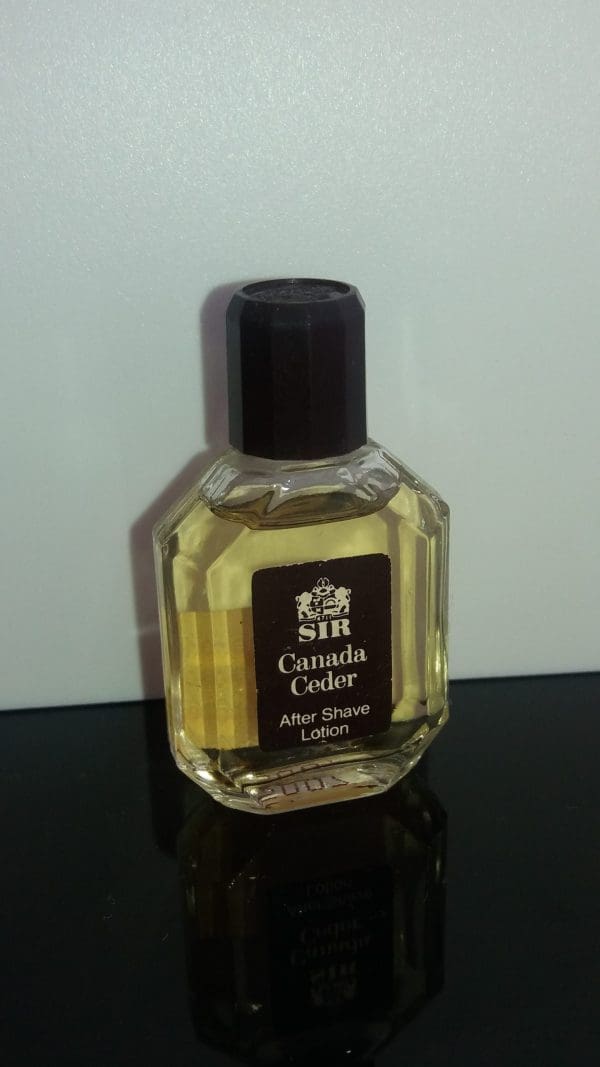 SIR
Canada
Ceder
After Shave
Lotion